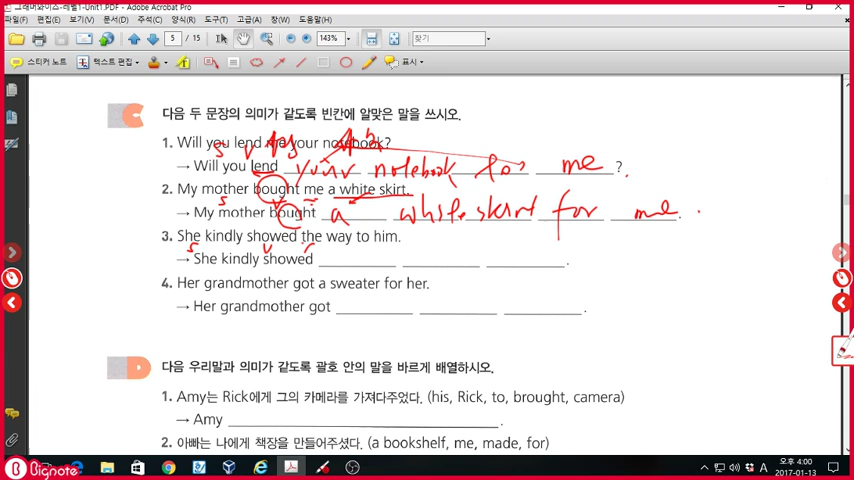 그래머와이즈-레벨1-Unit1.PDF - Adobe Acrobat Pro
파일(F) 편집(E) 보기(V) 문서(D) 주석(C) 양식(R) 도구(T) 고급(A) 창(W) 도움말(H)
5 / 15 143% 찾기
스티커 노트 텍스트 편집 표시
C 다음 두 문장의 의미가 같도록 빈칸에 알맞은 말을 쓰시오.
1. Will you lend me your notebook?
s v
→ Will you lend your notebook to me ?
2. My mother bought me a white skirt.
s v
→ My mother bought a white skirt for me .
3. She kindly showed the way to him.
s v
→ She kindly showed ____ ____ ____ .
4. Her grandmother got a sweater for her.
→ Her grandmother got ____ ____ ____ .
D 다음 우리말과 의미가 같도록 괄호 안의 말을 바르게 배열하시오.
1. Amy는 Rick에게 그의 카메라를 가져다주었다. (his, Rick, to, brought, camera)
→ Amy ____ .
2. 아빠는 나에게 책장을 만들어주셨다. (a bookshelf, me, made, for)
Bignote
A 오후 4:00
2017-01-13